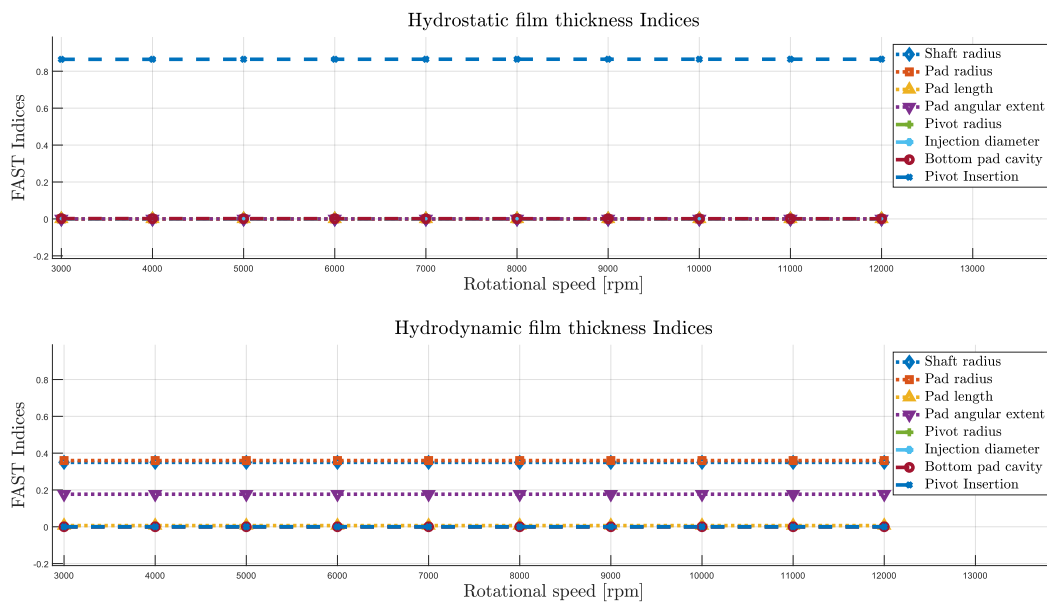 Hydrostatic film thickness Indices
FAST Indices
0.8
0.6
0.4
0.2
0
-0.2
3000 4000 5000 6000 7000 8000 9000 10000 11000 12000 13000
Rotational speed [rpm]
Shaft radius
Pad radius
Pad length
Pad angular extent
Pivot radius
Injection diameter
Bottom pad cavity
Pivot Insertion
Hydrodynamic film thickness Indices
FAST Indices
0.8
0.6
0.4
0.2
0
-0.2
3000 4000 5000 6000 7000 8000 9000 10000 11000 12000 13000
Rotational speed [rpm]
Shaft radius
Pad radius
Pad length
Pad angular extent
Pivot radius
Injection diameter
Bottom pad cavity
Pivot Insertion